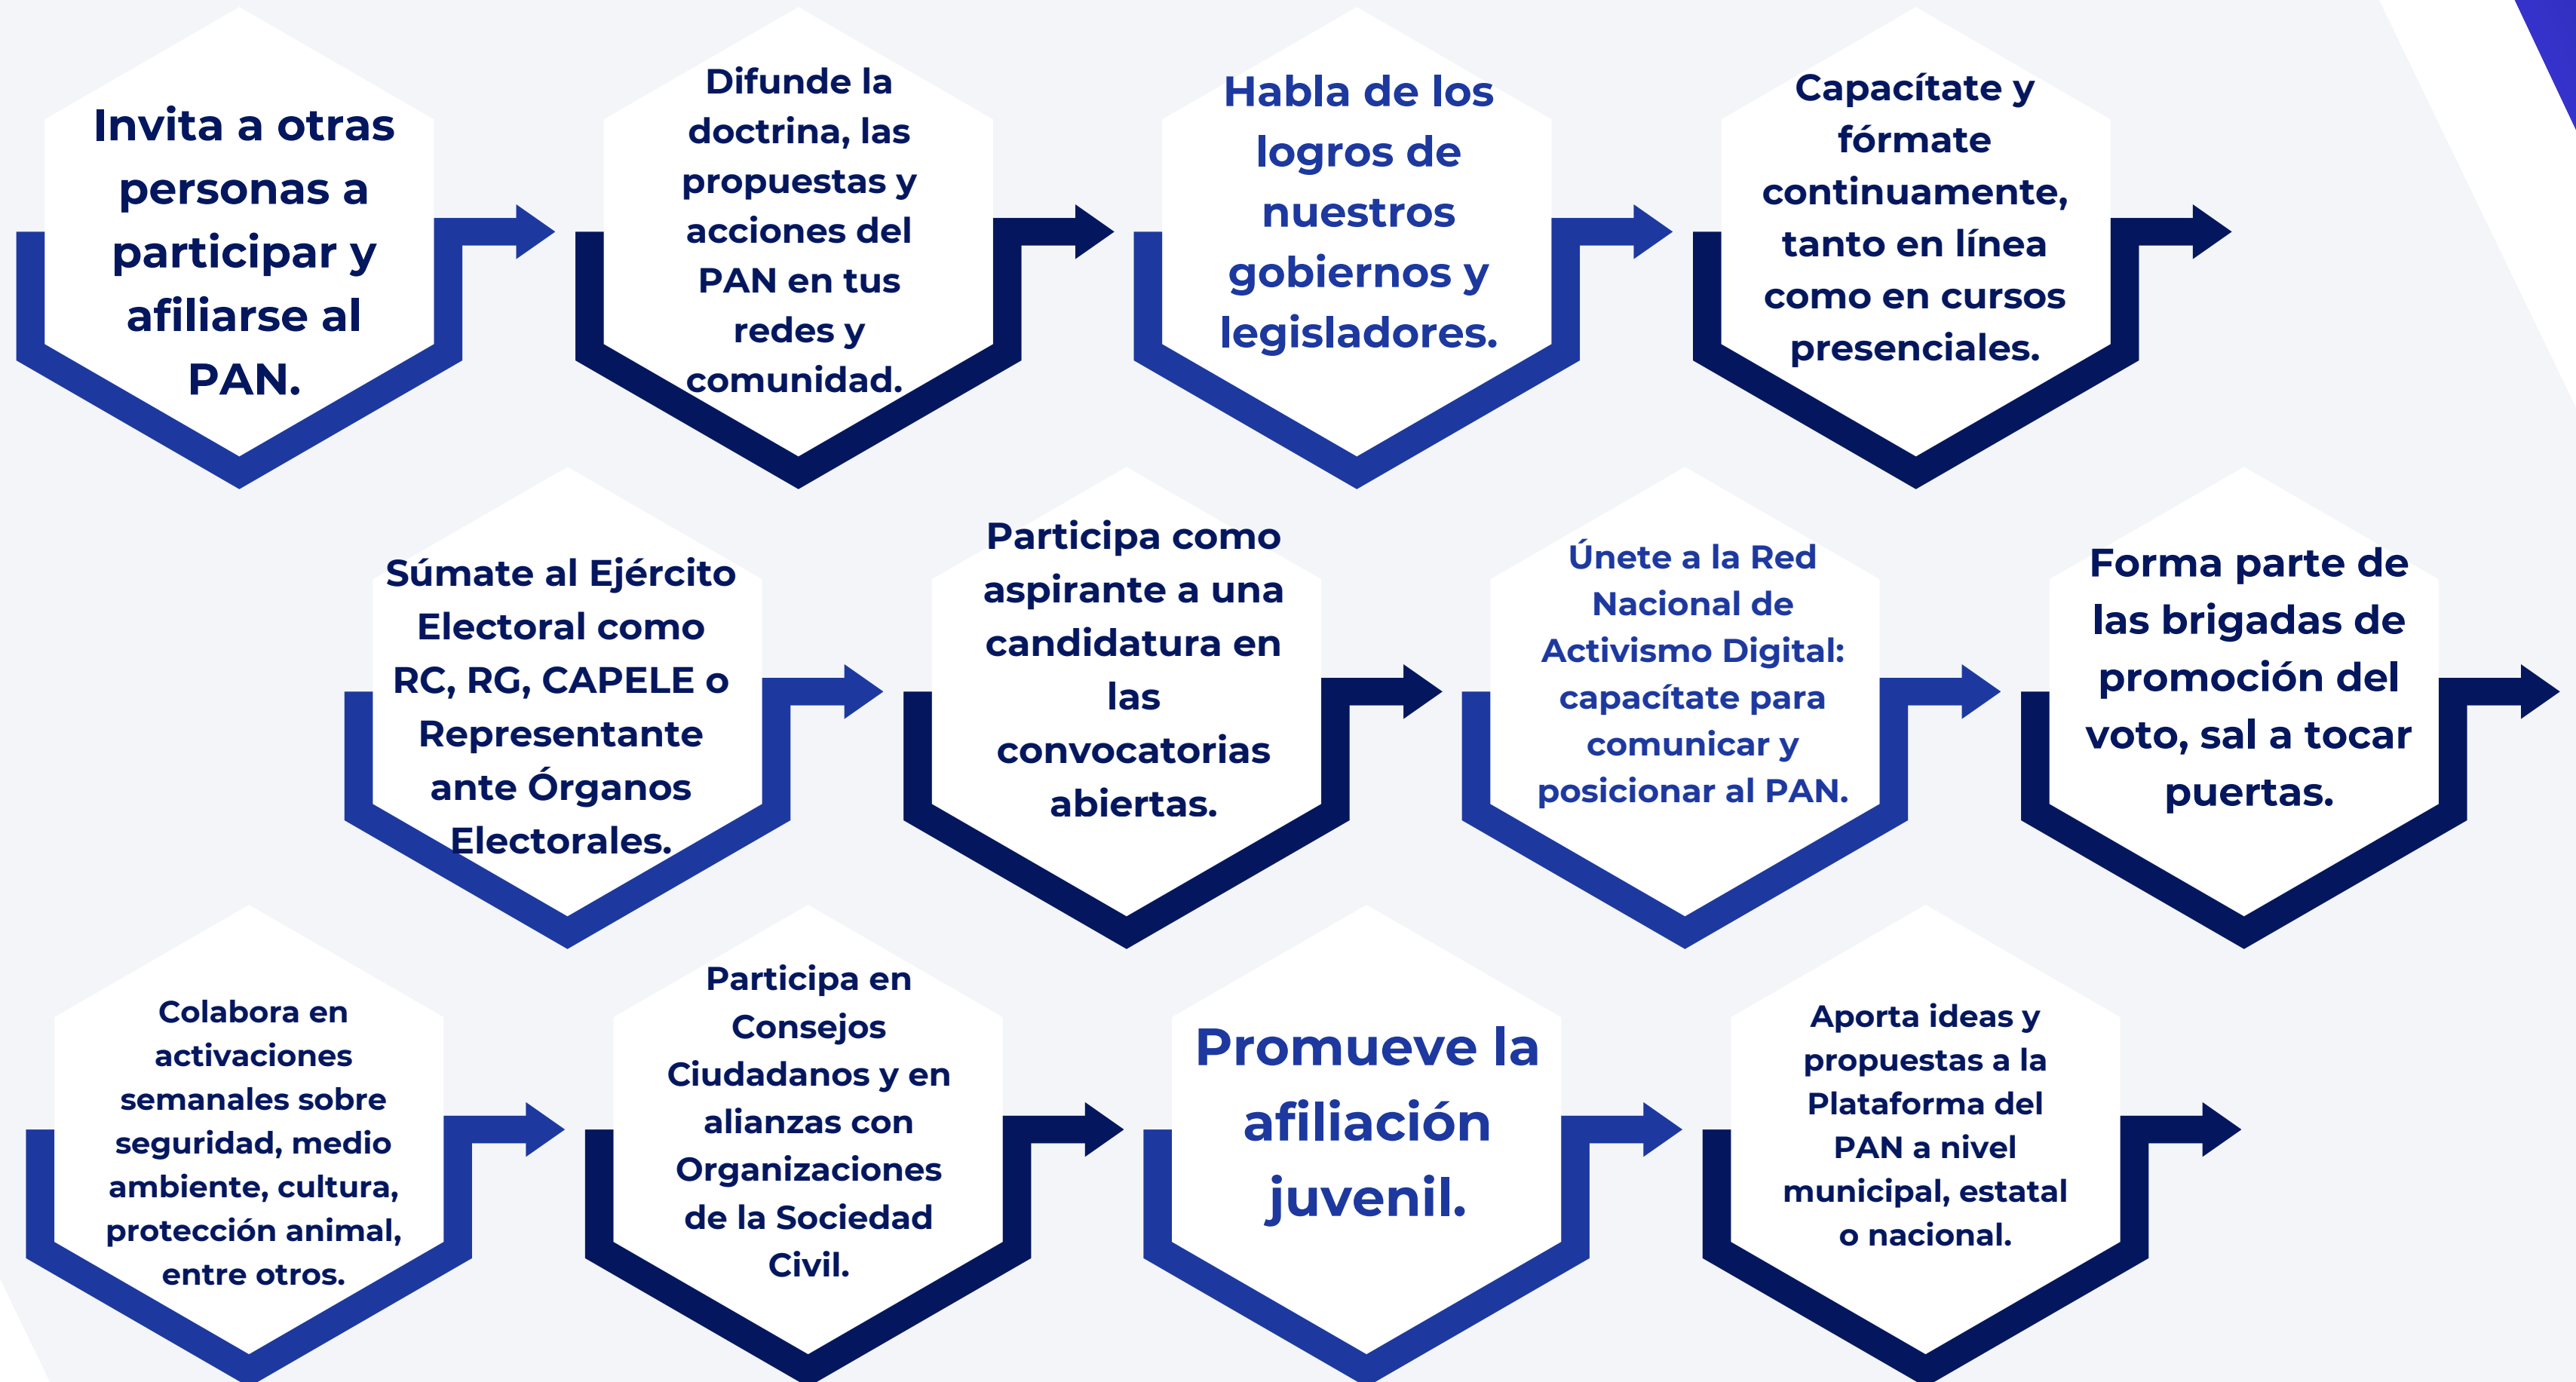 Invita a otras
personas a
participar y
afiliarse al
PAN.
Difunde la
doctrina, las
propuestas y
acciones del
PAN en tus
redes y
comunidad.
Habla de los
logros de
nuestros
gobiernos y
legisladores.
Capacítate y
fórmate
continuamente,
tanto en línea
como en cursos
presenciales.
Súmate al Ejército
Electoral como
RC, RG, CAPELE o
Representante
ante Órganos
Electorales.
Participa como
aspirante a una
candidatura en
las
convocatorias
abiertas.
Únete a la Red
Nacional de
Activismo Digital:
capacítate para
comunicar y
posicionar al PAN.
Forma parte de
las brigadas de
promoción del
voto, sal a tocar
puertas.
Colabora en
activaciones
semanales sobre
seguridad, medio
ambiente, cultura,
protección animal,
entre otros.
Participa en
Consejos
Ciudadanos y en
alianzas con
Organizaciones
de la Sociedad
Civil.
Promueve la
afiliación
juvenil.
Aporta ideas y
propuestas a la
Plataforma del
PAN a nivel
municipal, estatal
o nacional.